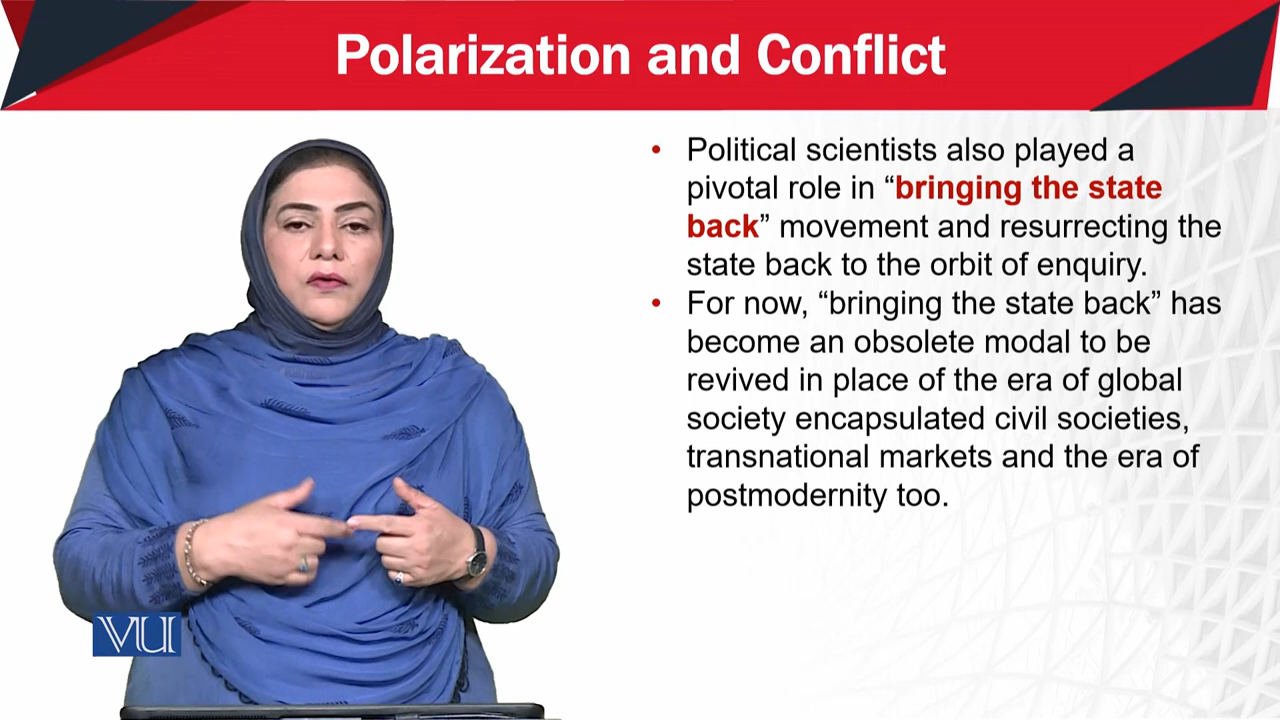 Polarization and Conflict
• Political scientists also played a
pivotal role in “bringing the state
back” movement and resurrecting the
state back to the orbit of enquiry.
• For now, “bringing the state back” has
become an obsolete modal to be
revived in place of the era of global
society encapsulated civil societies,
transnational markets and the era of
postmodernity too.
VU